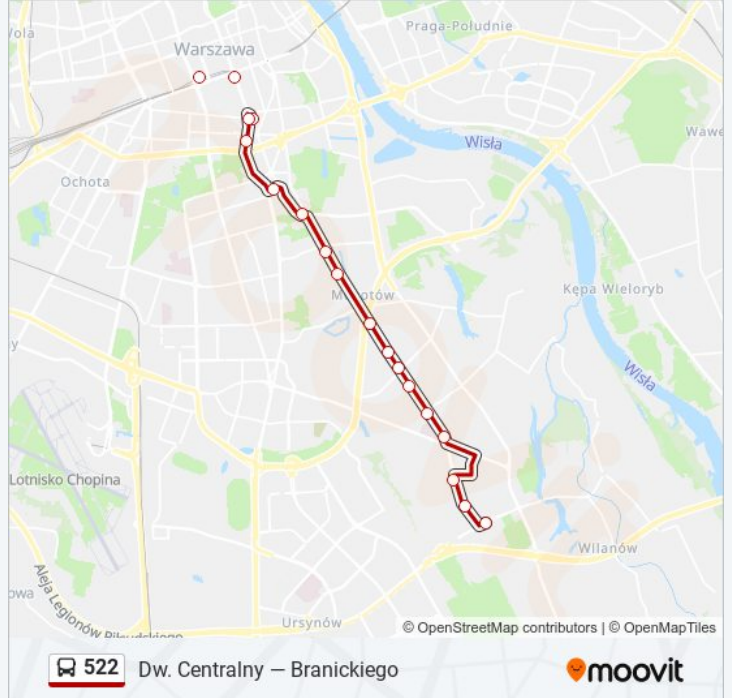 Wola
Warszawa
Praga-Południe
Wisła
Wawe
Ochota
Mokotów
Kępa Wieloryb
y
Wisła
Lotnisko Chopina
Wilanów
owa
Aleja Legionów Piłsudskiego
Ursynów
© OpenStreetMap contributors | © OpenMapTiles
522 Dw. Centralny — Branickiego moovit